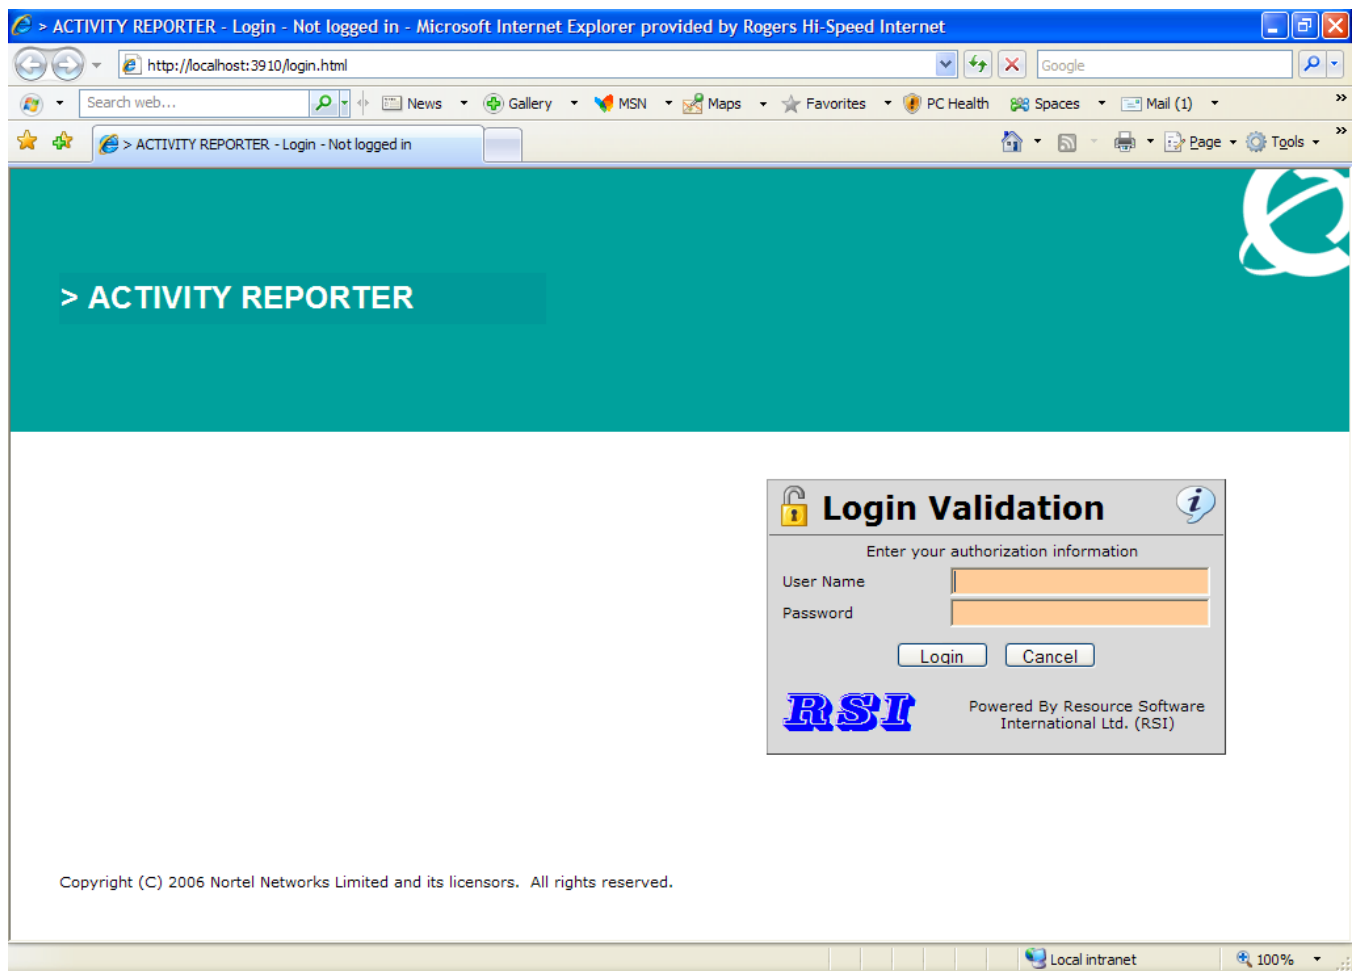 > ACTIVITY REPORTER - Login - Not logged in - Microsoft Internet Explorer provided by Rogers Hi-Speed Internet
http://localhost:3910/login.html Google
Search web... News Gallery MSN Maps Favorites PC Health Spaces Mail (1) »
> ACTIVITY REPORTER - Login - Not logged in Page Tools »
> ACTIVITY REPORTER
Login Validation
Enter your authorization information
User Name
Password
Login Cancel
RSI
Powered By Resource Software
International Ltd. (RSI)
Copyright (C) 2006 Nortel Networks Limited and its licensors. All rights reserved.
Local intranet 100%